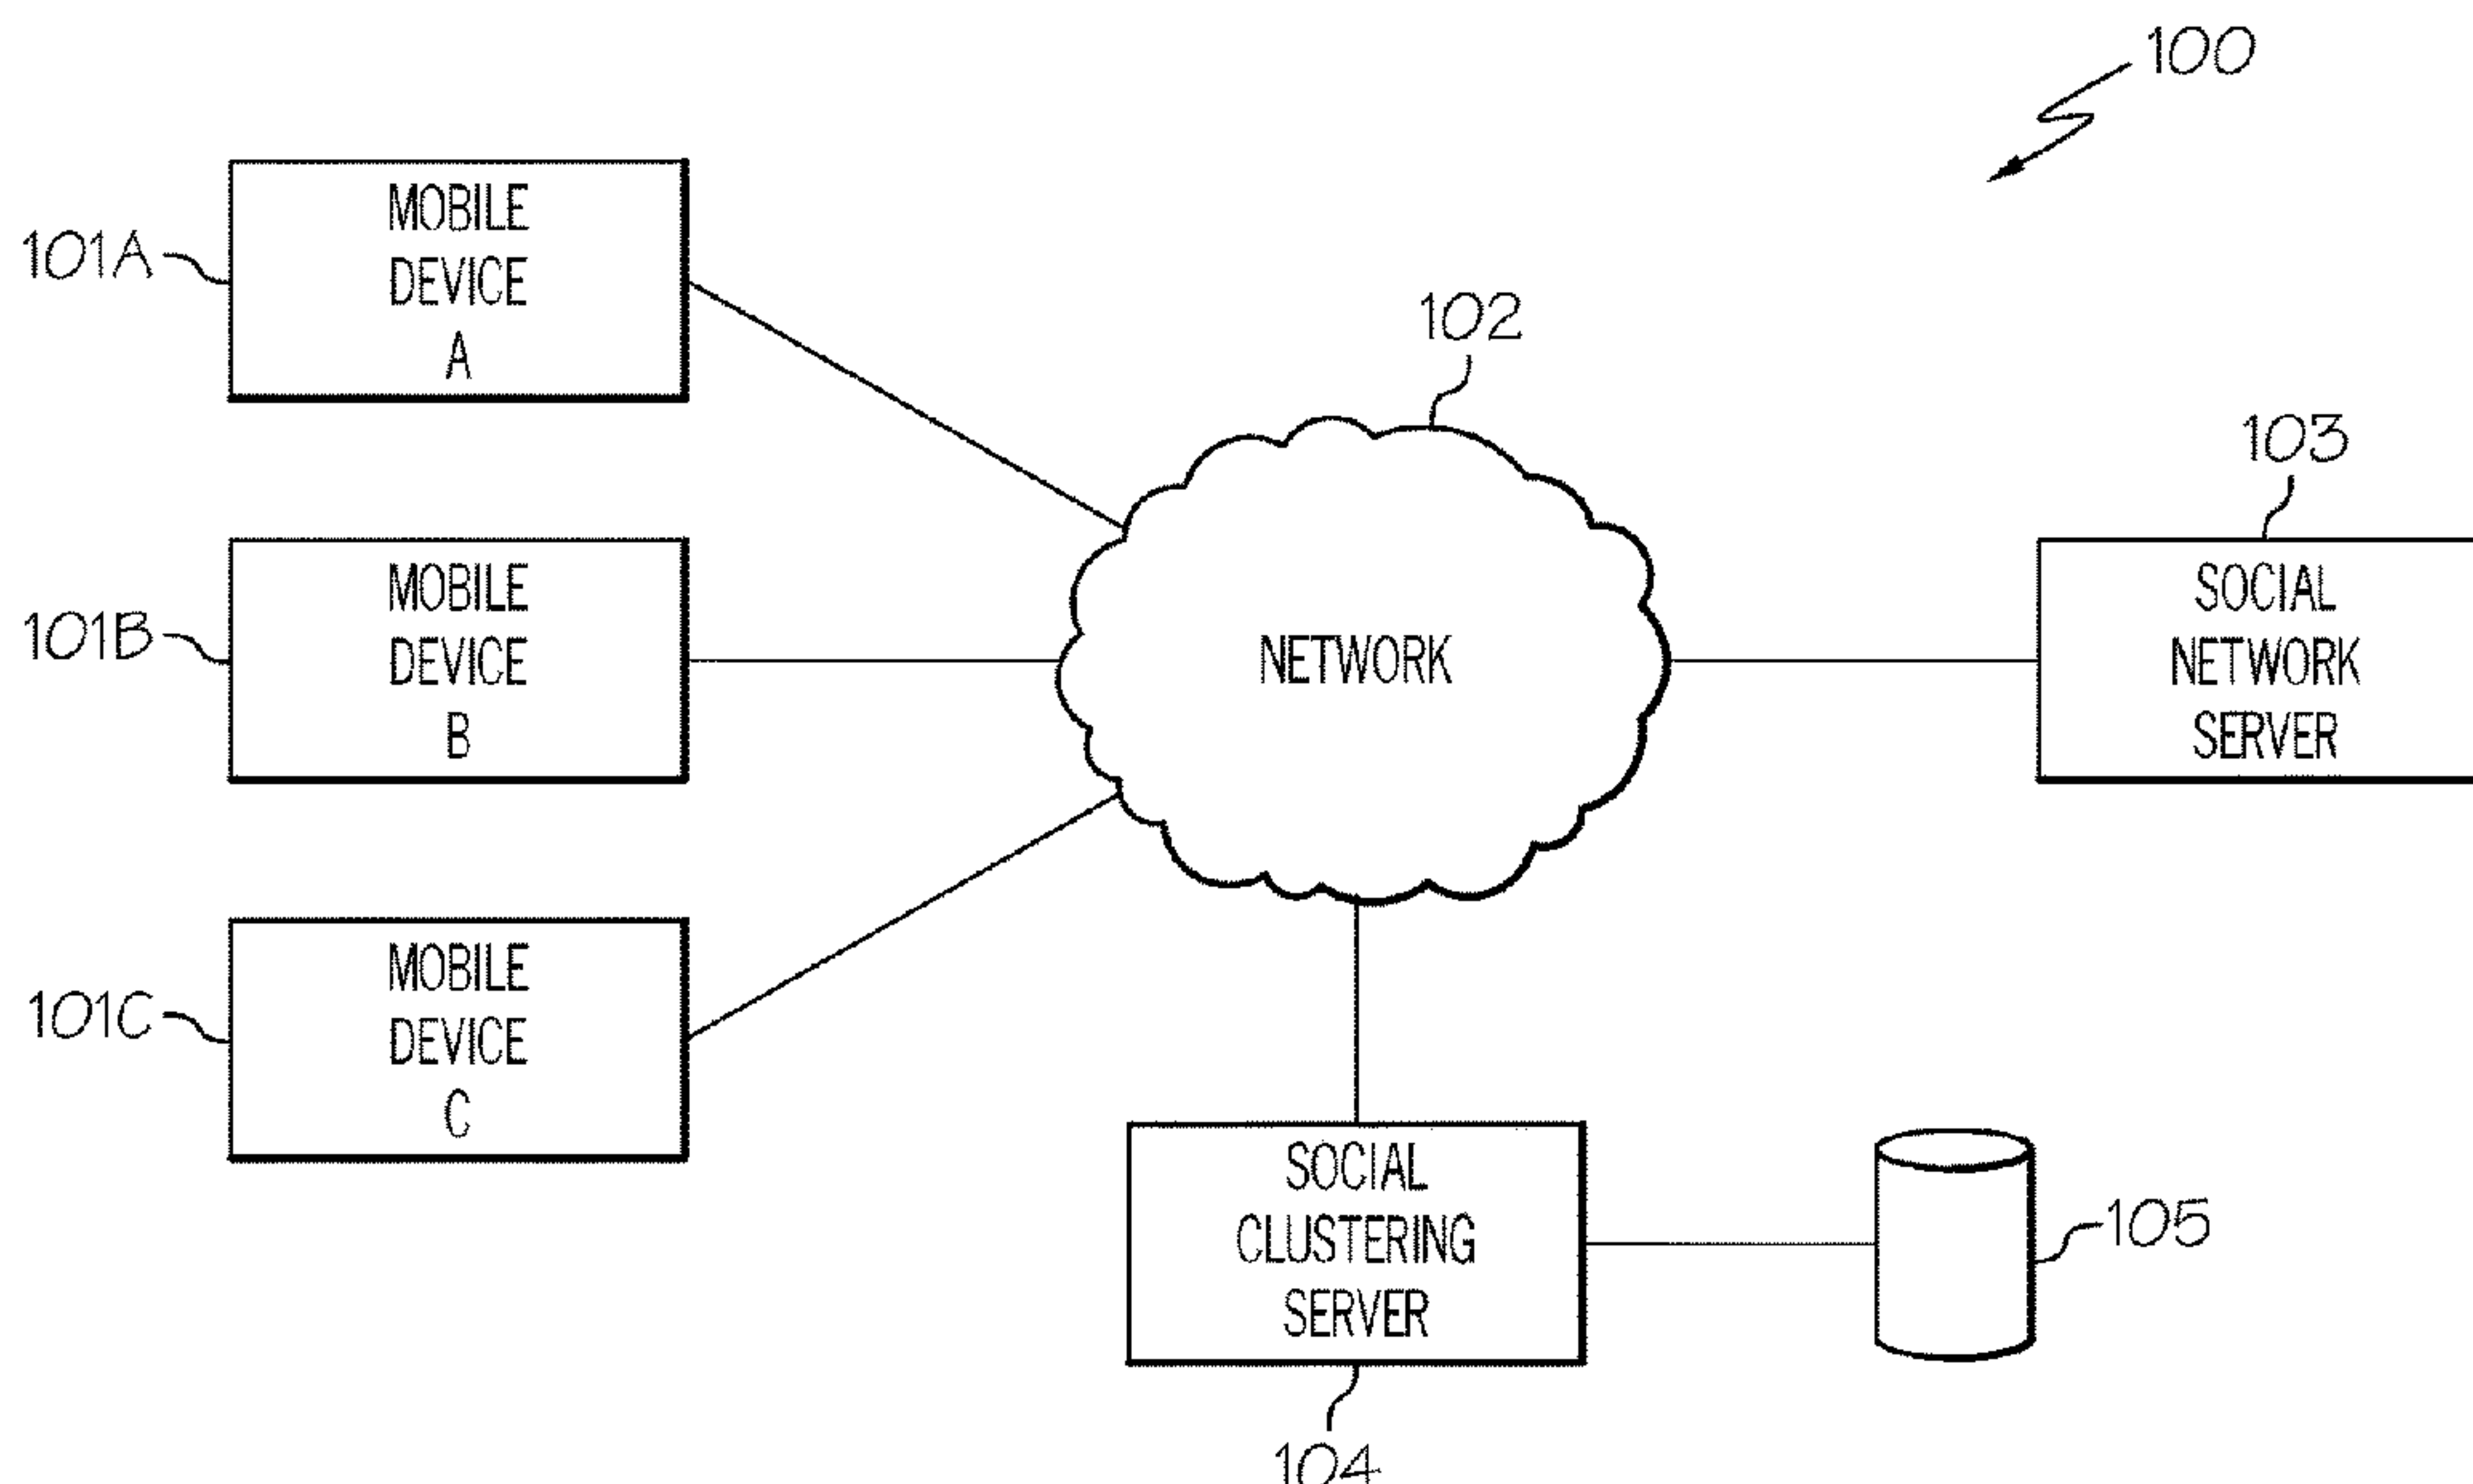 100
MOBILE
DEVICE
A
101A
102
103
MOBILE
DEVICE
B
101B
NETWORK
SOCIAL
NETWORK
SERVER
MOBILE
DEVICE
C
101C
SOCIAL
CLUSTERING
SERVER
105
104